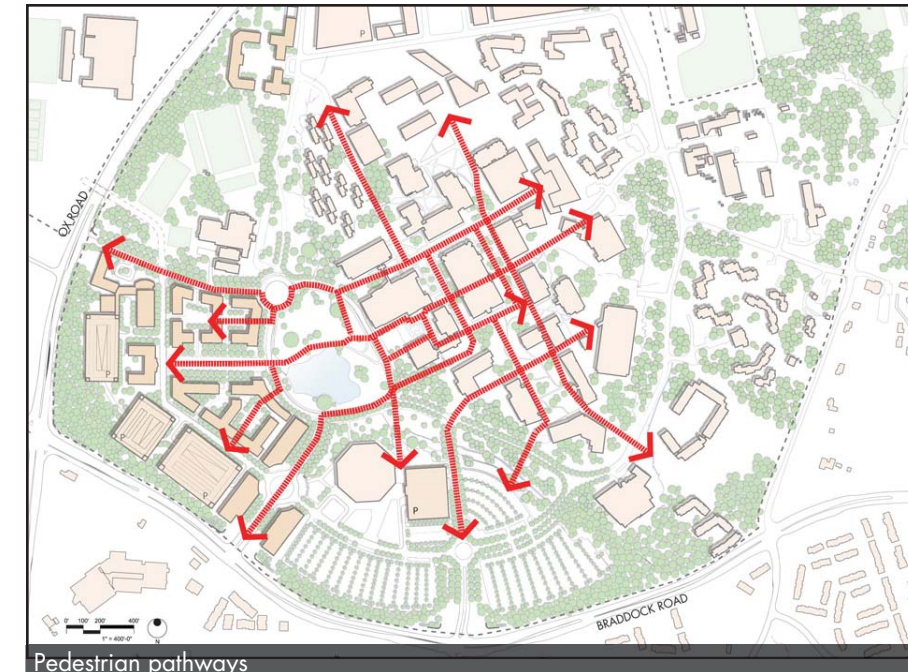 P
OX ROAD
P
P
P
P
BRADDOCK ROAD
0' 100' 200' 400'
1" = 400'-0"
N
Pedestrian pathways